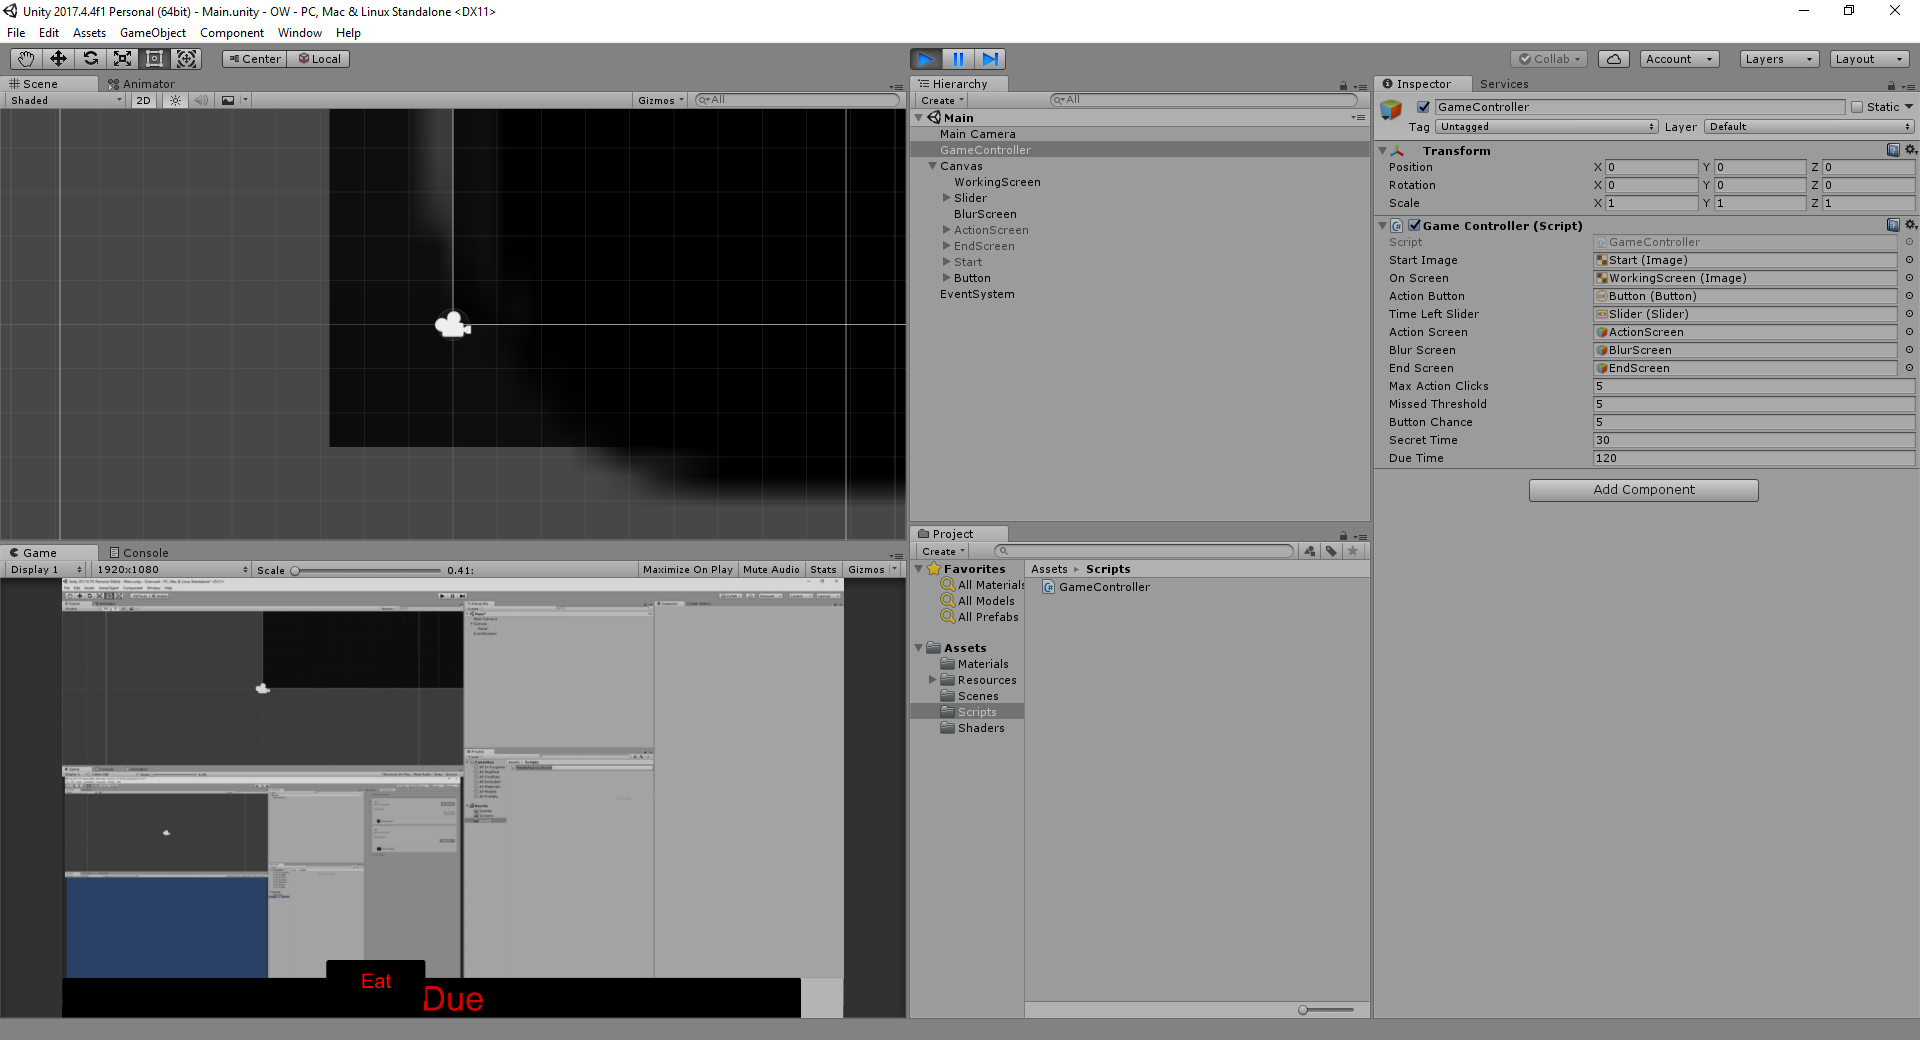 Unity 2017.4.4f1 Personal (64bit) - Main.unity - OW - PC, Mac & Linux Standalone <DX11>
File Edit Assets GameObject Component Window Help
Center Local
Collab Account Layers Layout
Scene Animator
Shaded 2D Gizmos All
Hierarchy
Create All
Main
Main Camera
GameController
Canvas
WorkingScreen
Slider
BlurScreen
ActionScreen
EndScreen
Start
Button
EventSystem
Inspector Services
GameController Static
Tag Untagged Layer Default
Transform
Position X 0 Y 0 Z 0
Rotation X 0 Y 0 Z 0
Scale X 1 Y 1 Z 1
Game Controller (Script)
Script GameController
Start Image Start (Image)
On Screen WorkingScreen (Image)
Action Button Button (Button)
Time Left Slider Slider (Slider)
Action Screen ActionScreen
Blur Screen BlurScreen
End Screen EndScreen
Max Action Clicks 5
Missed Threshold 5
Button Chance 5
Secret Time 30
Due Time 120
Add Component
Project
Create
Favorites
All Materials
All Models
All Prefabs
Assets
Materials
Resources
Scenes
Scripts
Shaders
Assets Scripts
GameController
Game Console
Display 1 1920x1080 Scale 0.41: Maximize On Play Mute Audio Stats Gizmos
Eat
Due